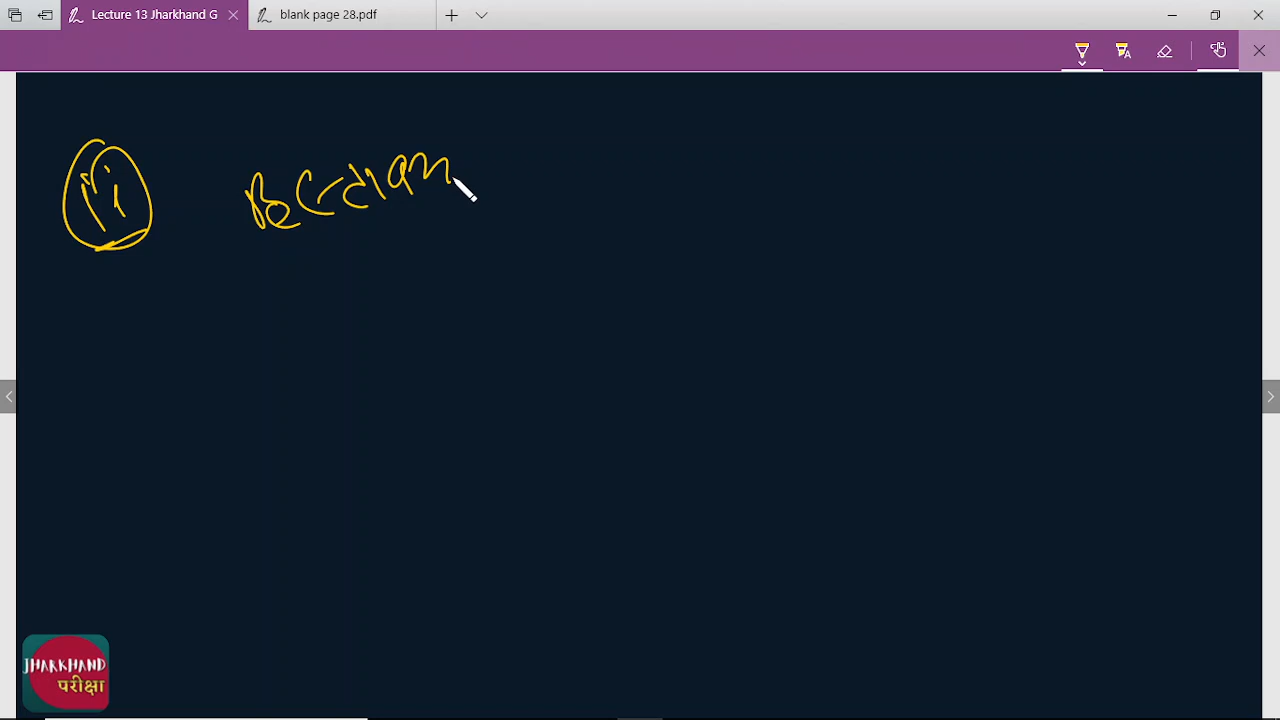 Lecture 13 Jharkhand G
blank page 28.pdf
ii
JHARKHAND
परीक्षा